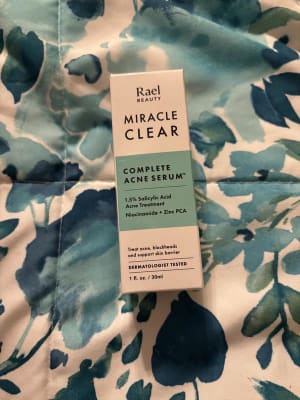 Rael
BEAUTY
MIRACLE
CLEAR
COMPLETE
ACNE SERUM™
1.5% Salicylic Acid
Acne Treatment
Niacinamide + Zinc PCA
Treat acne, blackheads
and support skin barrier
DERMATOLOGIST TESTED
1 fl. oz. / 30ml